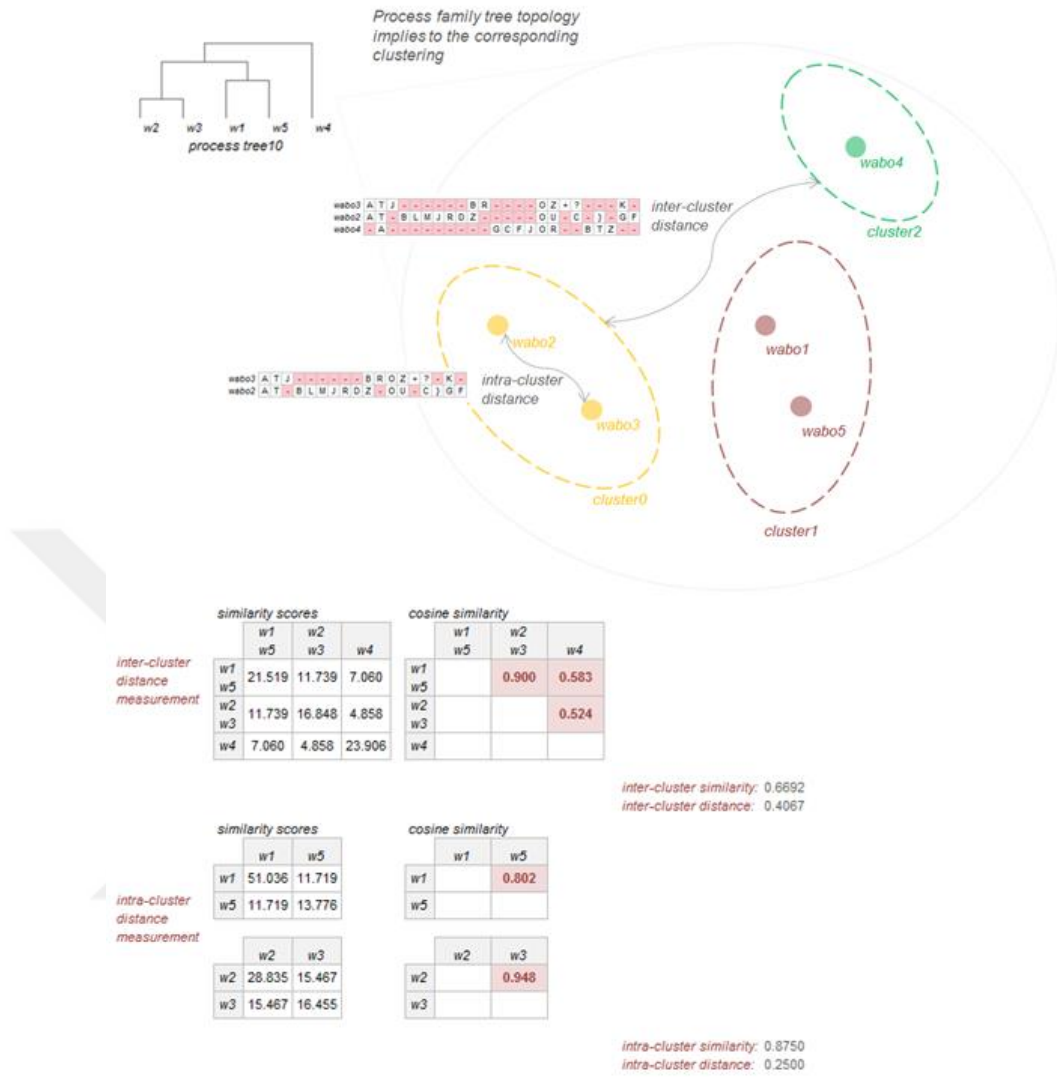 Process family tree topology
implies to the corresponding
clustering
w2 w3 w1 w5 w4
process tree10
wabo4
cluster2
wabo3 A T J - - - - - - B R - - - O Z + ? - - - K -
wabo2 A T - B L M J R D Z - - - - - O U - C - } - G F
wabo4 - A - - - - - - - - - G C F J O R - - B T Z - -
inter-cluster
distance
wabo2
wabo1
wabo3 A T J - - - - - - B R O Z + ? - K -
wabo2 A T - B L M J R D Z - O U - C } G F
intra-cluster
distance
wabo3
wabo5
cluster0
cluster1
similarity scores cosine similarity
w1 w2 w1 w2
w5 w3 w4 w5 w3 w4
inter-cluster
distance
measurement
w1
w5 21.519 11.739 7.060
w1
w5 0.900 0.583
w2
w3 11.739 16.848 4.858
w2
w3 0.524
w4 7.060 4.858 23.906 w4
inter-cluster similarity: 0.6692
inter-cluster distance: 0.4067
similarity scores cosine similarity
w1 w5 w1 w5
w1 51.036 11.719 w1 0.802
w5 11.719 13.776 w5
intra-cluster
distance
measurement
w2 w3 w2 w3
w2 28.835 15.467 w2 0.948
w3 15.467 16.455 w3
intra-cluster similarity: 0.8750
intra-cluster distance: 0.2500